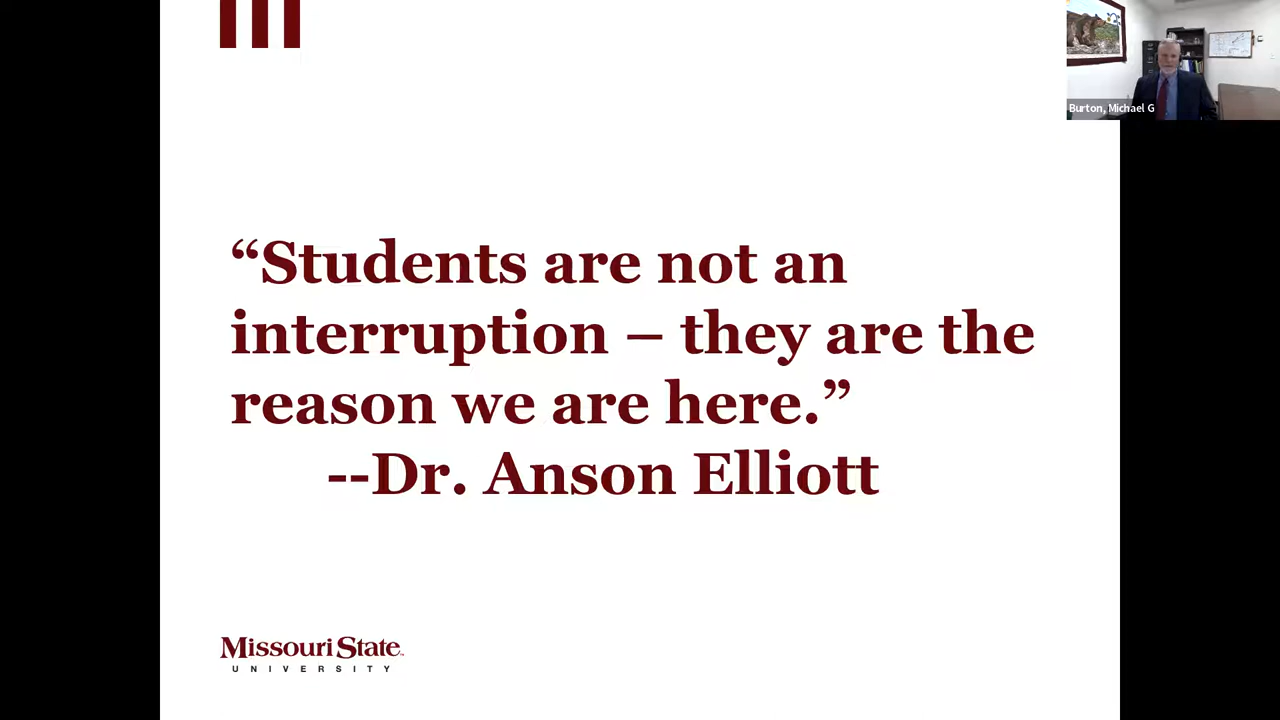 Burton, Michael G
“Students are not an
interruption – they are the
reason we are here.”
--Dr. Anson Elliott
Missouri State
UNIVERSITY